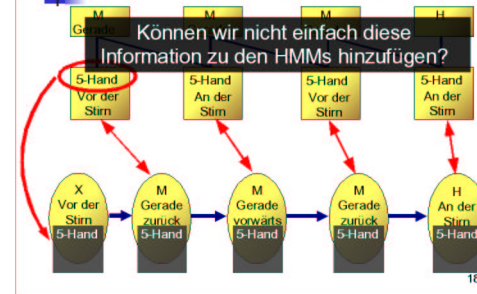 M M M H
Gerade
Können wir nicht einfach diese
Information zu den HMMs hinzufügen?
5-Hand
Vor der
Stirn
5-Hand
An der
Stirn
5-Hand
Vor der
Stirn
5-Hand
An der
Stirn
X
Vor der
Stirn
5-Hand
M
Gerade
zurück
5-Hand
M
Gerade
vorwärts
5-Hand
M
Gerade
zurück
5-Hand
H
An der
Stirn
5-Hand
18